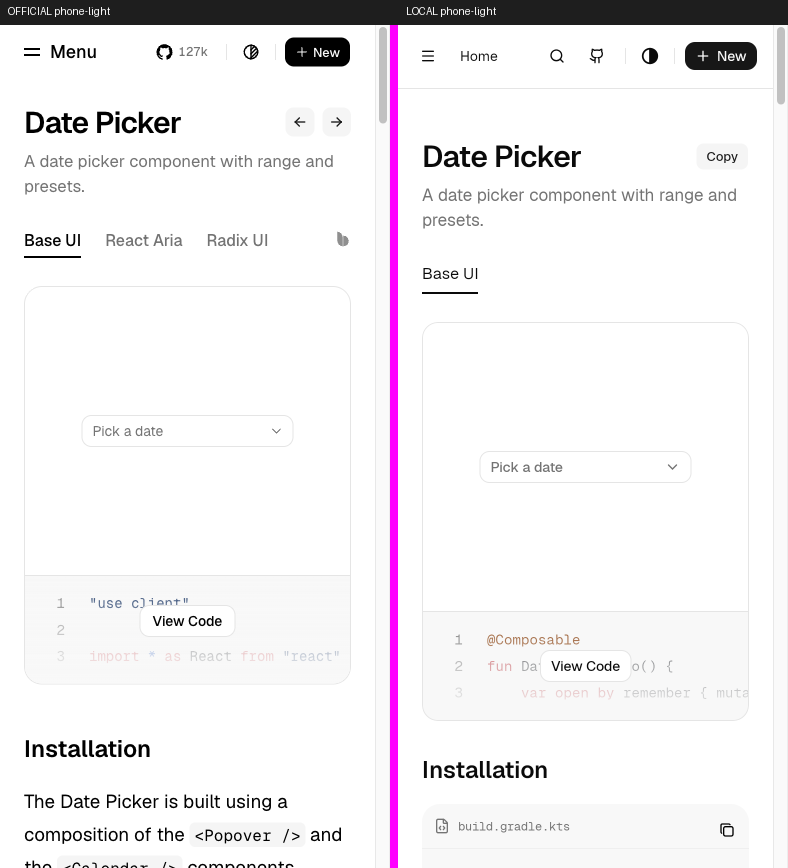 OFFICIAL phone-light
Menu
127k
New
Date Picker
A date picker component with range and
presets.
Base UI
React Aria
Radix UI
Pick a date
1 "use client"
2
3 import * as React from "react"
View Code
Installation
The Date Picker is built using a
composition of the <Popover /> and
the <Calendar /> components.
LOCAL phone-light
Home
New
Date Picker
Copy
A date picker component with range and
presets.
Base UI
Pick a date
1 @Composable
2 fun Dat o() {
3 var open by remember { muta
View Code
Installation
build.gradle.kts